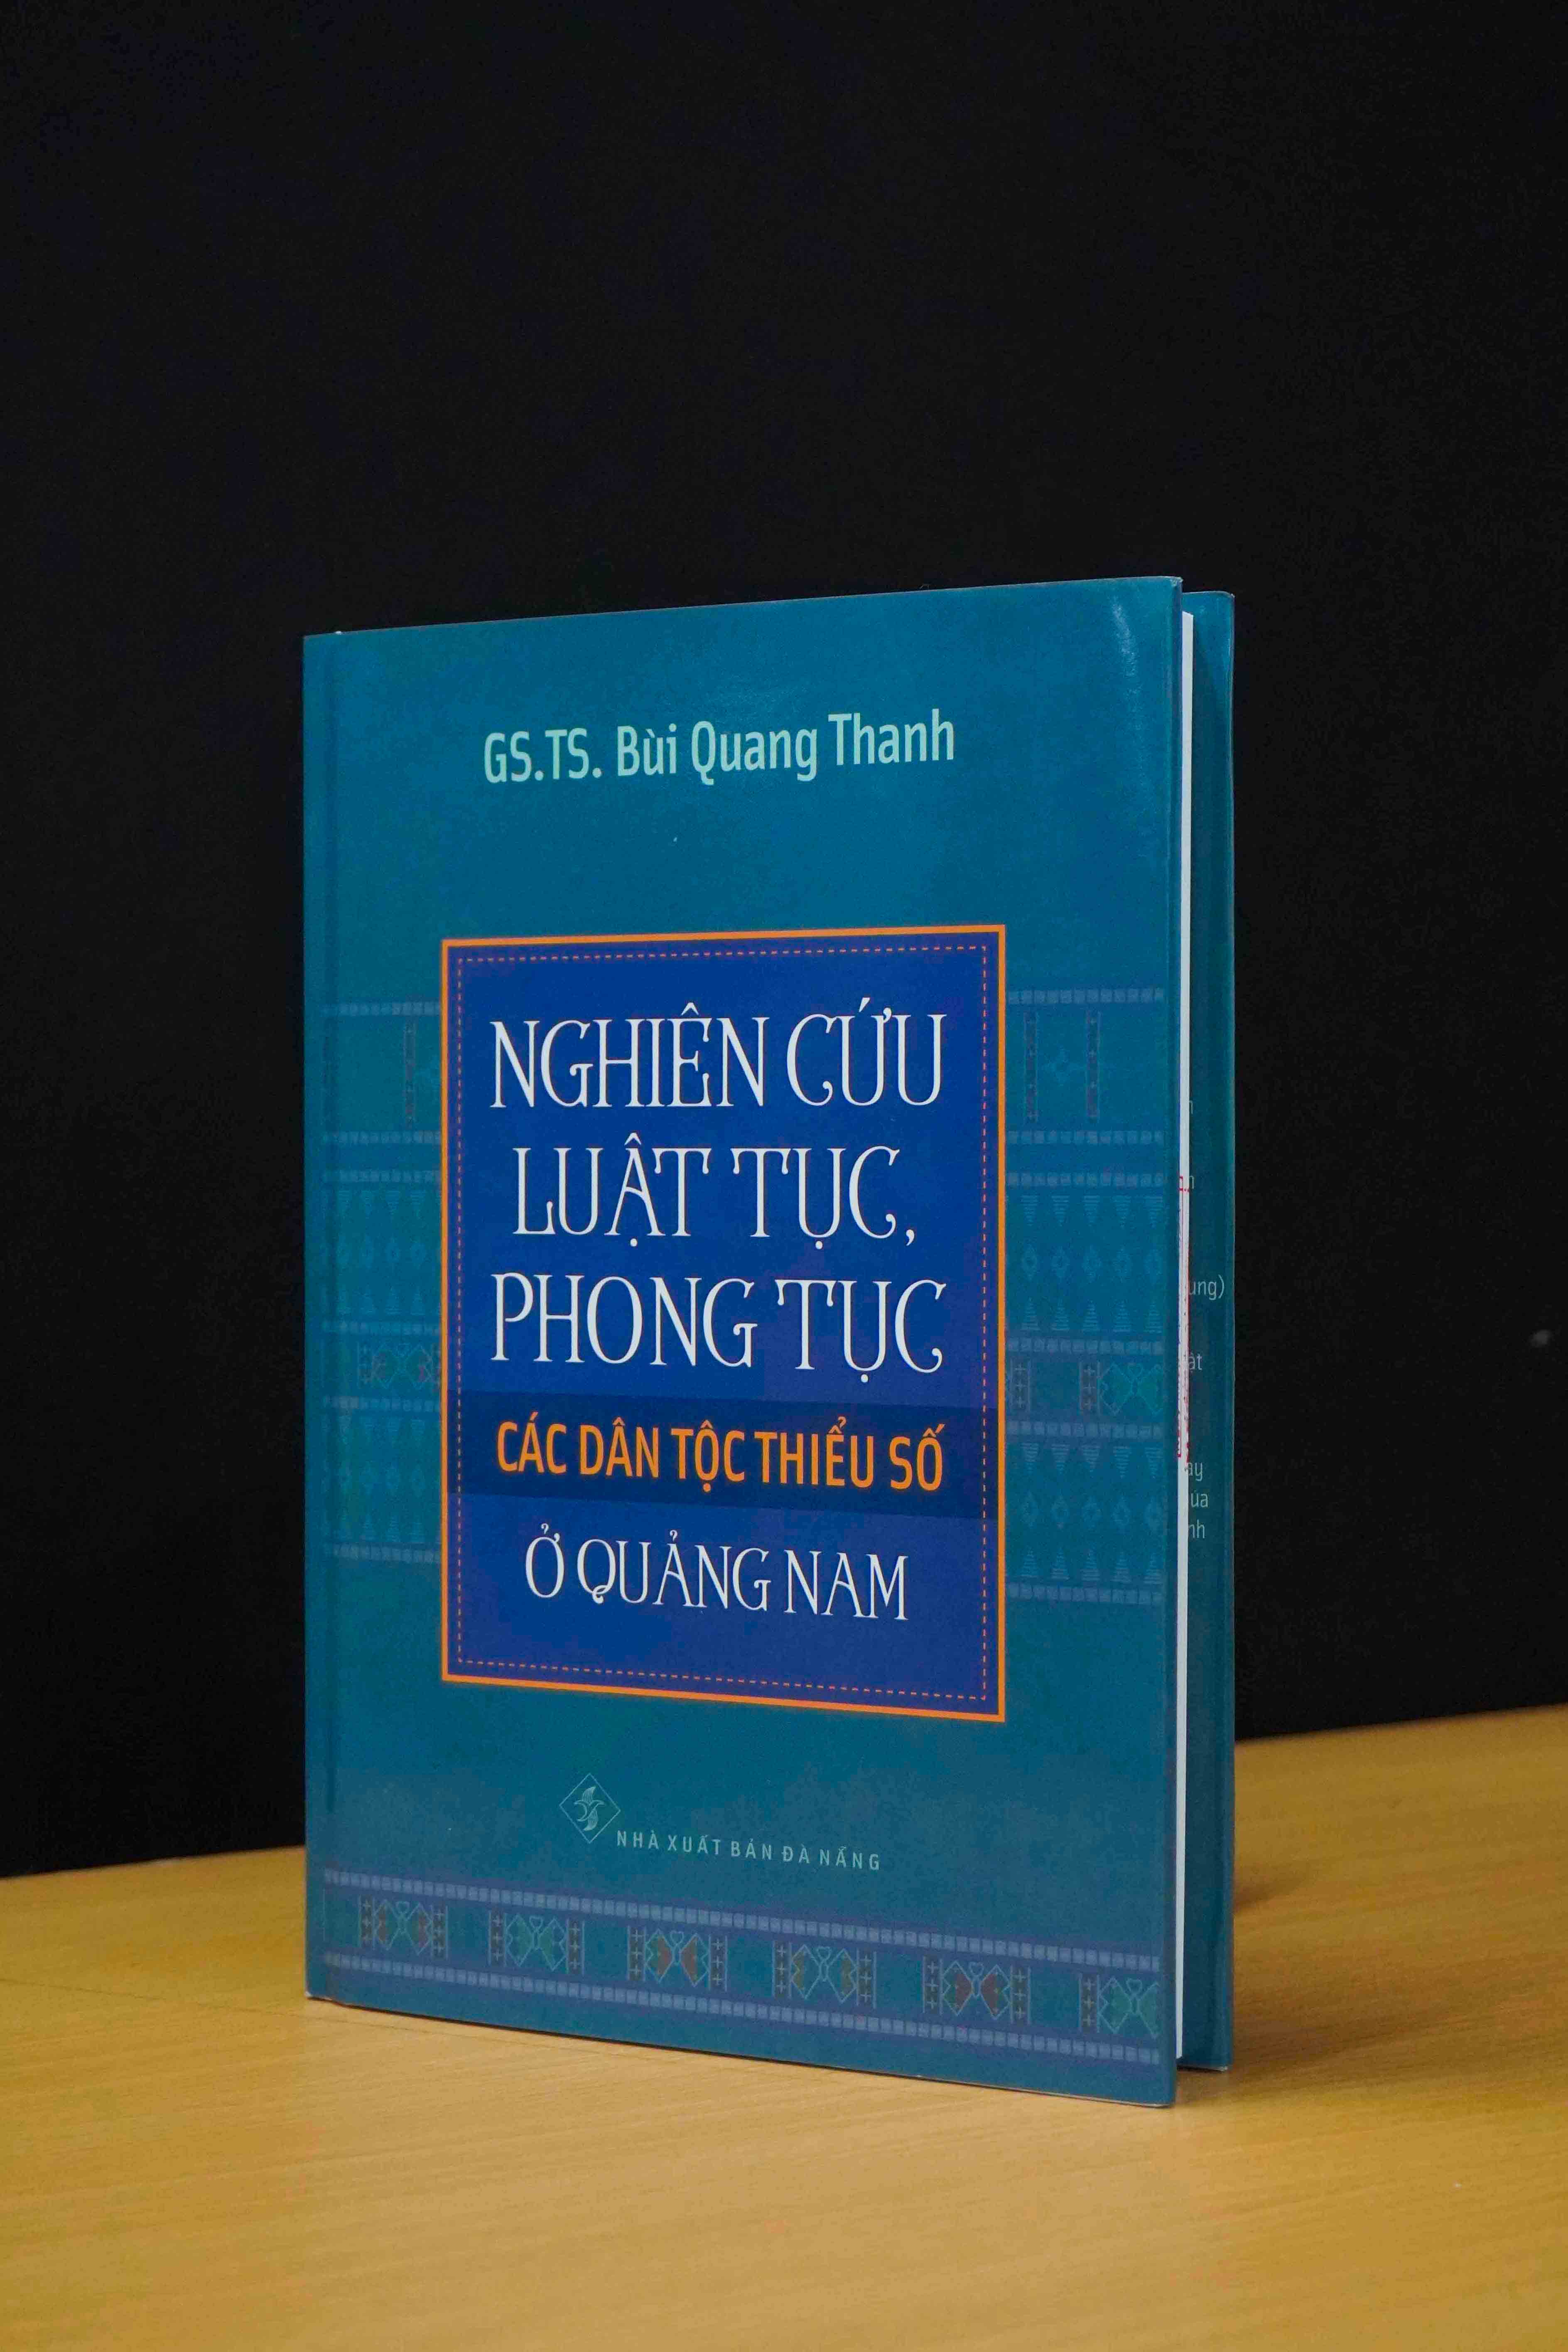 GS.TS. Bùi Quang Thanh
NGHIÊN CỨU
LUẬT TỤC,
PHONG TỤC
CÁC DÂN TỘC THIỂU SỐ
Ở QUẢNG NAM
NHÀ XUẤT BẢN ĐÀ NẴNG